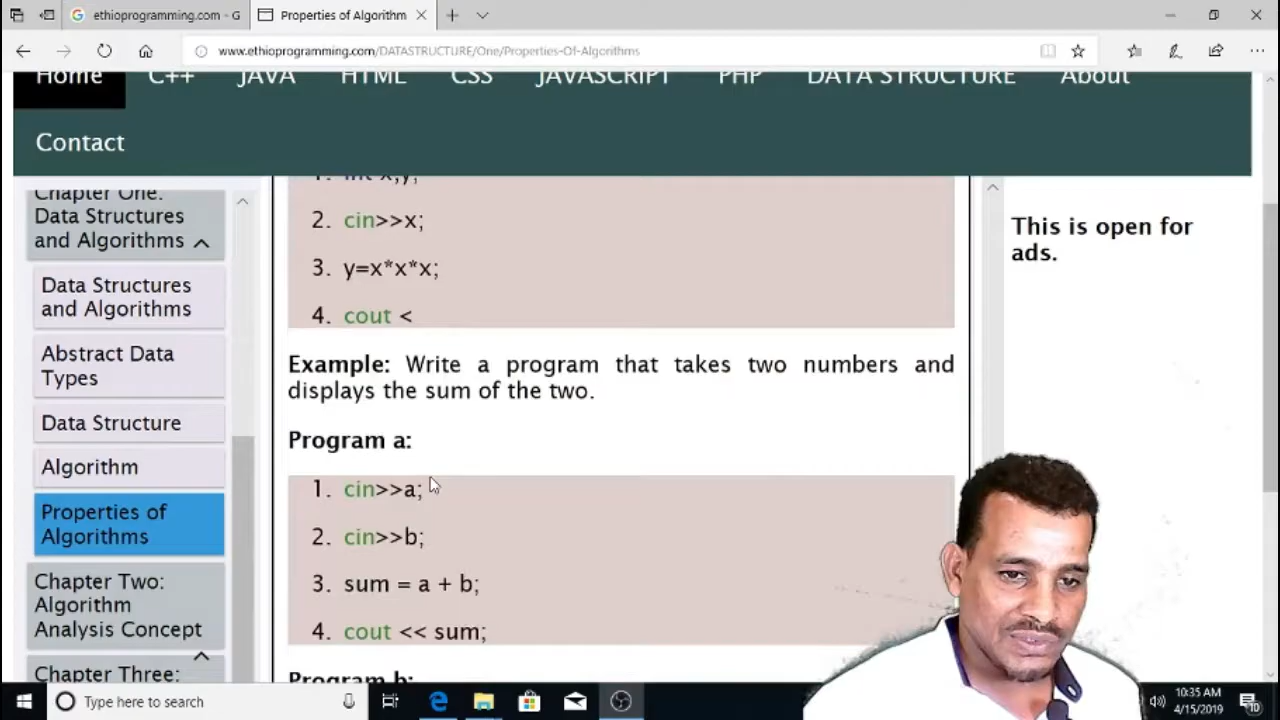 ethioprogramming.com - G
Properties of Algorithm
www.ethioprogramming.com/DATASTRUCTURE/One/Properties-Of-Algorithms
Home C++ JAVA HTML CSS JAVASCRIPT PHP DATA STRUCTURE About
Contact
Chapter One:
Data Structures
and Algorithms
Data Structures
and Algorithms
Abstract Data
Types
Data Structure
Algorithm
Properties of
Algorithms
Chapter Two:
Algorithm
Analysis Concept
Chapter Three:
1. int x,y;
2. cin>>x;
3. y=x*x*x;
4. cout <
Example: Write a program that takes two numbers and
displays the sum of the two.
Program a:
1. cin>>a;
2. cin>>b;
3. sum = a + b;
4. cout << sum;
Program b:
This is open for
ads.
Type here to search
10:35 AM
4/15/2019
10